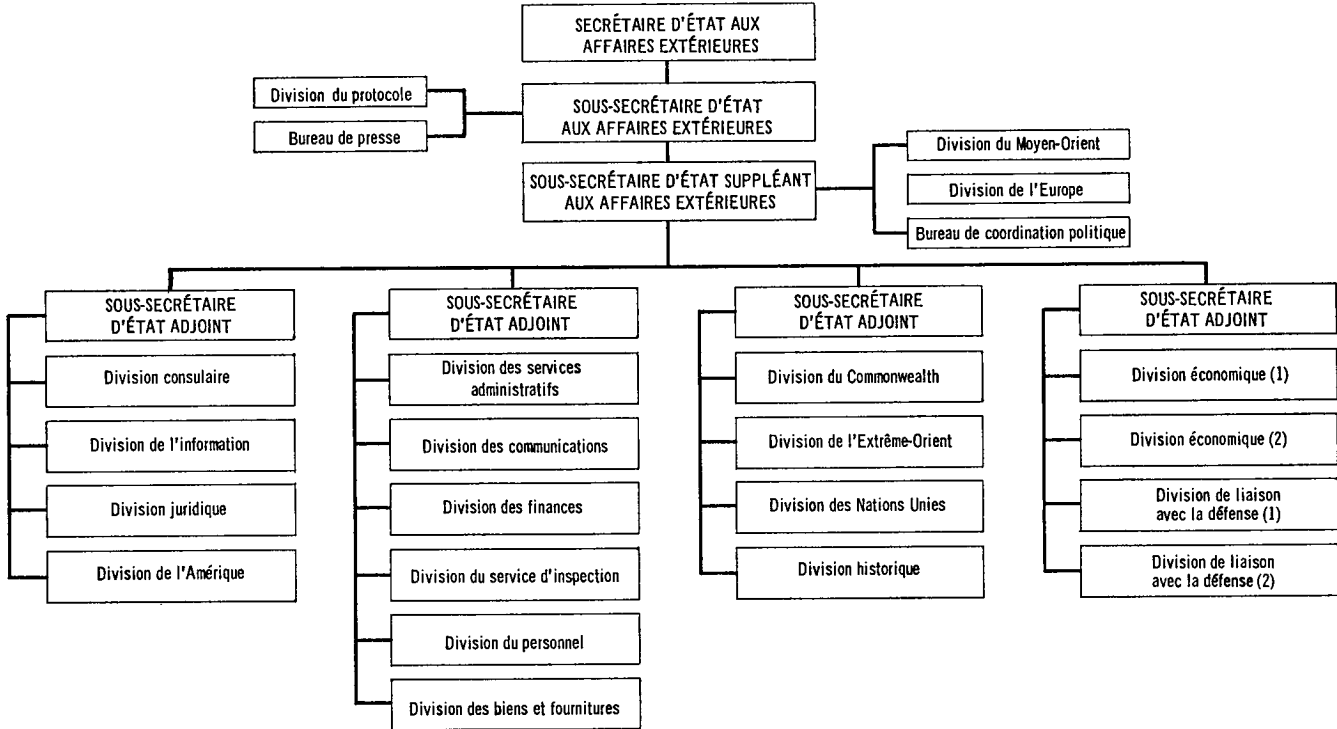 SECRÉTAIRE D'ÉTAT AUX
AFFAIRES EXTÉRIEURES
Division du protocole
Bureau de presse
SOUS-SECRÉTAIRE D'ÉTAT
AUX AFFAIRES EXTÉRIEURES
SOUS-SECRÉTAIRE D'ÉTAT SUPPLÉANT
AUX AFFAIRES EXTÉRIEURES
Division du Moyen-Orient
Division de l'Europe
Bureau de coordination politique
SOUS-SECRÉTAIRE
D'ÉTAT ADJOINT
Division consulaire
Division de l'information
Division juridique
Division de l'Amérique
SOUS-SECRÉTAIRE
D'ÉTAT ADJOINT
Division des services
administratifs
Division des communications
Division des finances
Division du service d'inspection
Division du personnel
Division des biens et fournitures
SOUS-SECRÉTAIRE
D'ÉTAT ADJOINT
Division du Commonwealth
Division de l'Extrême-Orient
Division des Nations Unies
Division historique
SOUS-SECRÉTAIRE
D'ÉTAT ADJOINT
Division économique (1)
Division économique (2)
Division de liaison
avec la défense (1)
Division de liaison
avec la défense (2)